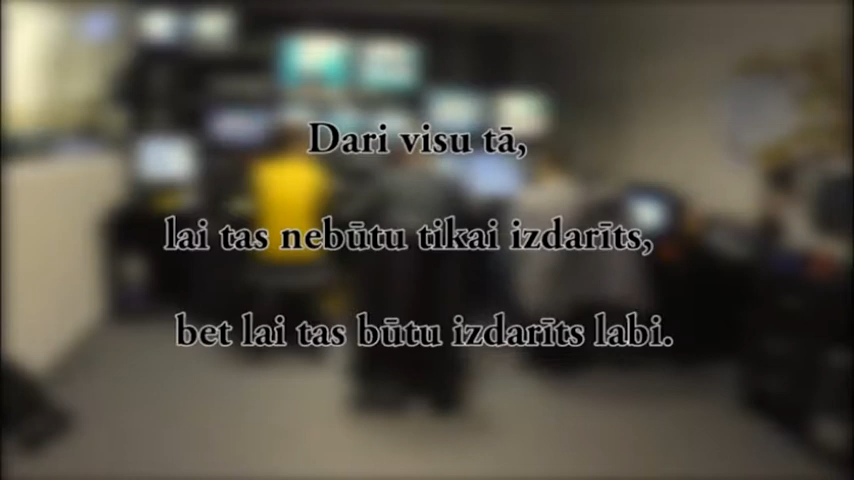 Dari visu tā,
lai tas nebūtu tikai izdarīts,
bet lai tas būtu izdarīts labi.